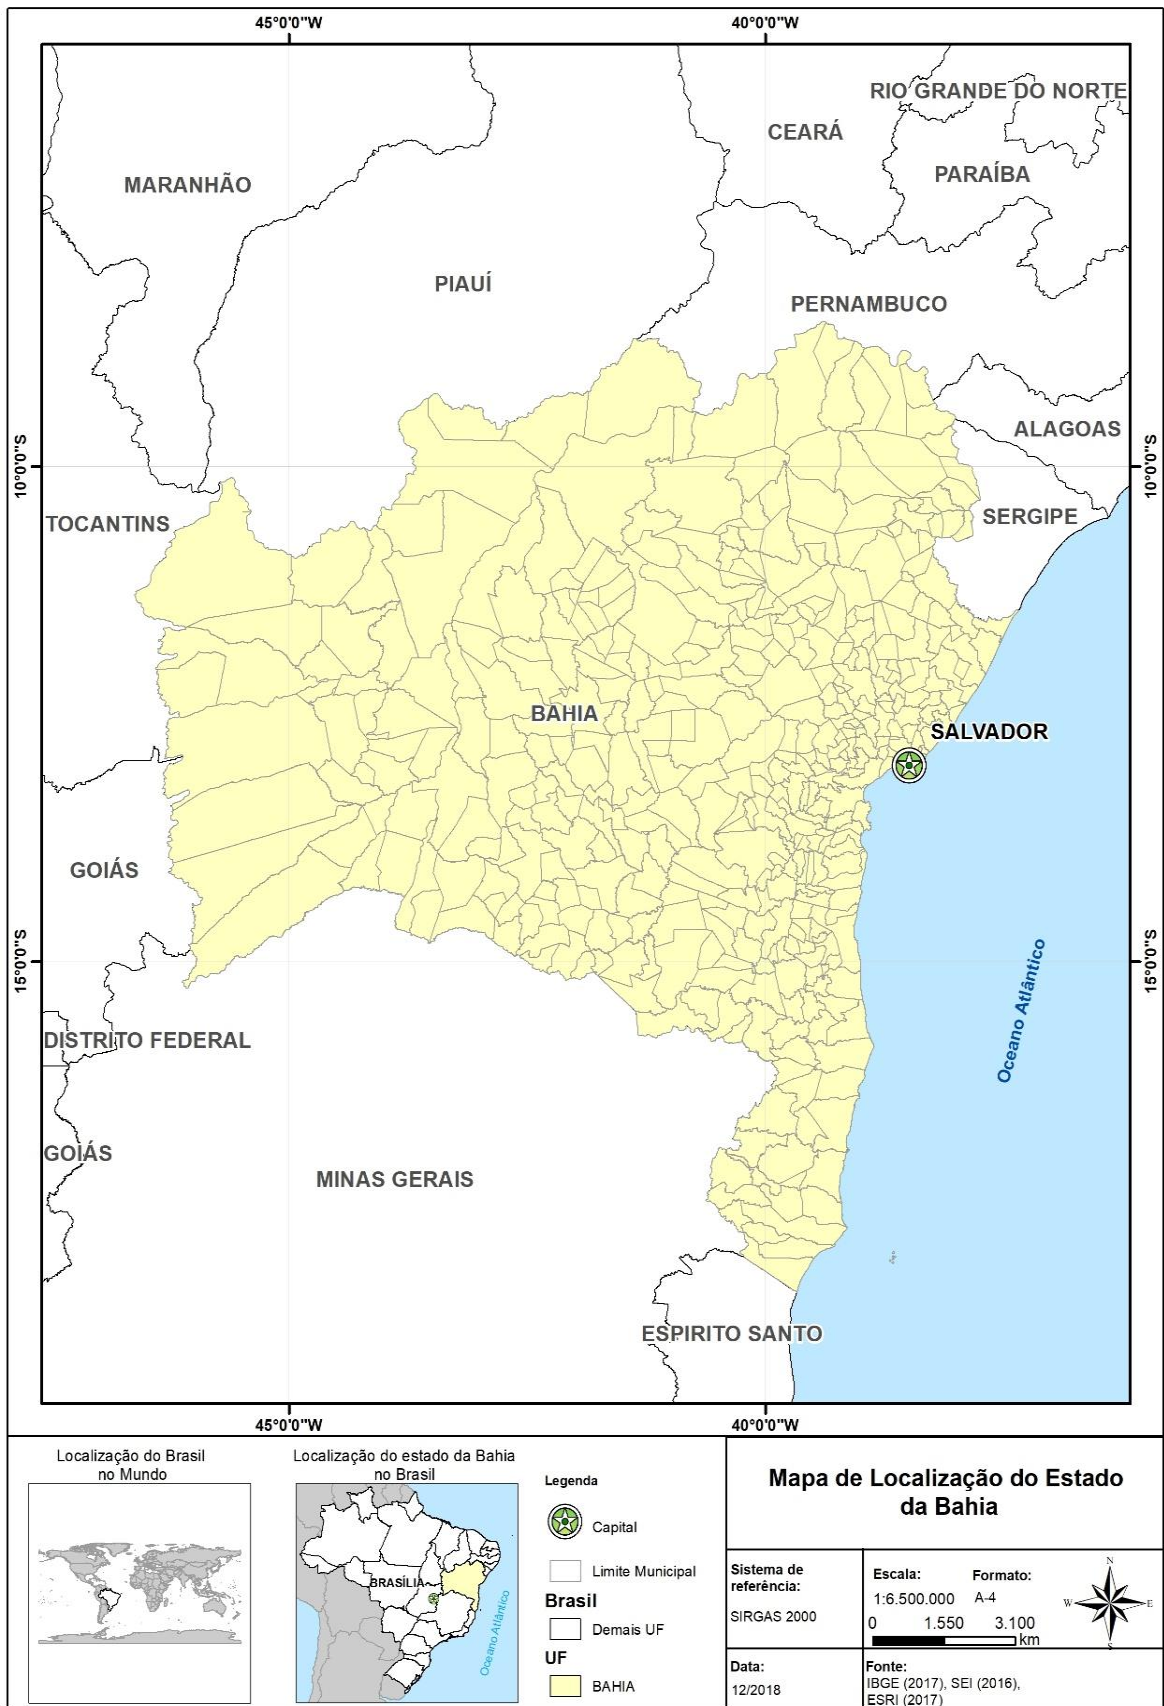 45°0'0"W
40°0'0"W
RIO GRANDE DO NORTE
CEARÁ
PARAÍBA
MARANHÃO
PIAUÍ
PERNAMBUCO
ALAGOAS
10°0'0"S
10°0'0"S
SERGIPE
TOCANTINS
BAHIA
SALVADOR
GOIÁS
15°0'0"S
15°0'0"S
Oceano Atlântico
DISTRITO FEDERAL
GOIÁS
MINAS GERAIS
ESPIRITO SANTO
45°0'0"W
40°0'0"W
Localização do Brasil
no Mundo
Localização do estado da Bahia
no Brasil
BRASÍLIA
Oceano Atlântico
Legenda
Capital
Limite Municipal
Brasil
Demais UF
UF
BAHIA
Mapa de Localização do Estado
da Bahia
Sistema de
referência:
SIRGAS 2000
Escala:
1:6.500.000
0 1.550 3.100
km
Formato:
A-4
N
W
E
S
Data:
12/2018
Fonte:
IBGE (2017), SEI (2016),
ESRI (2017)